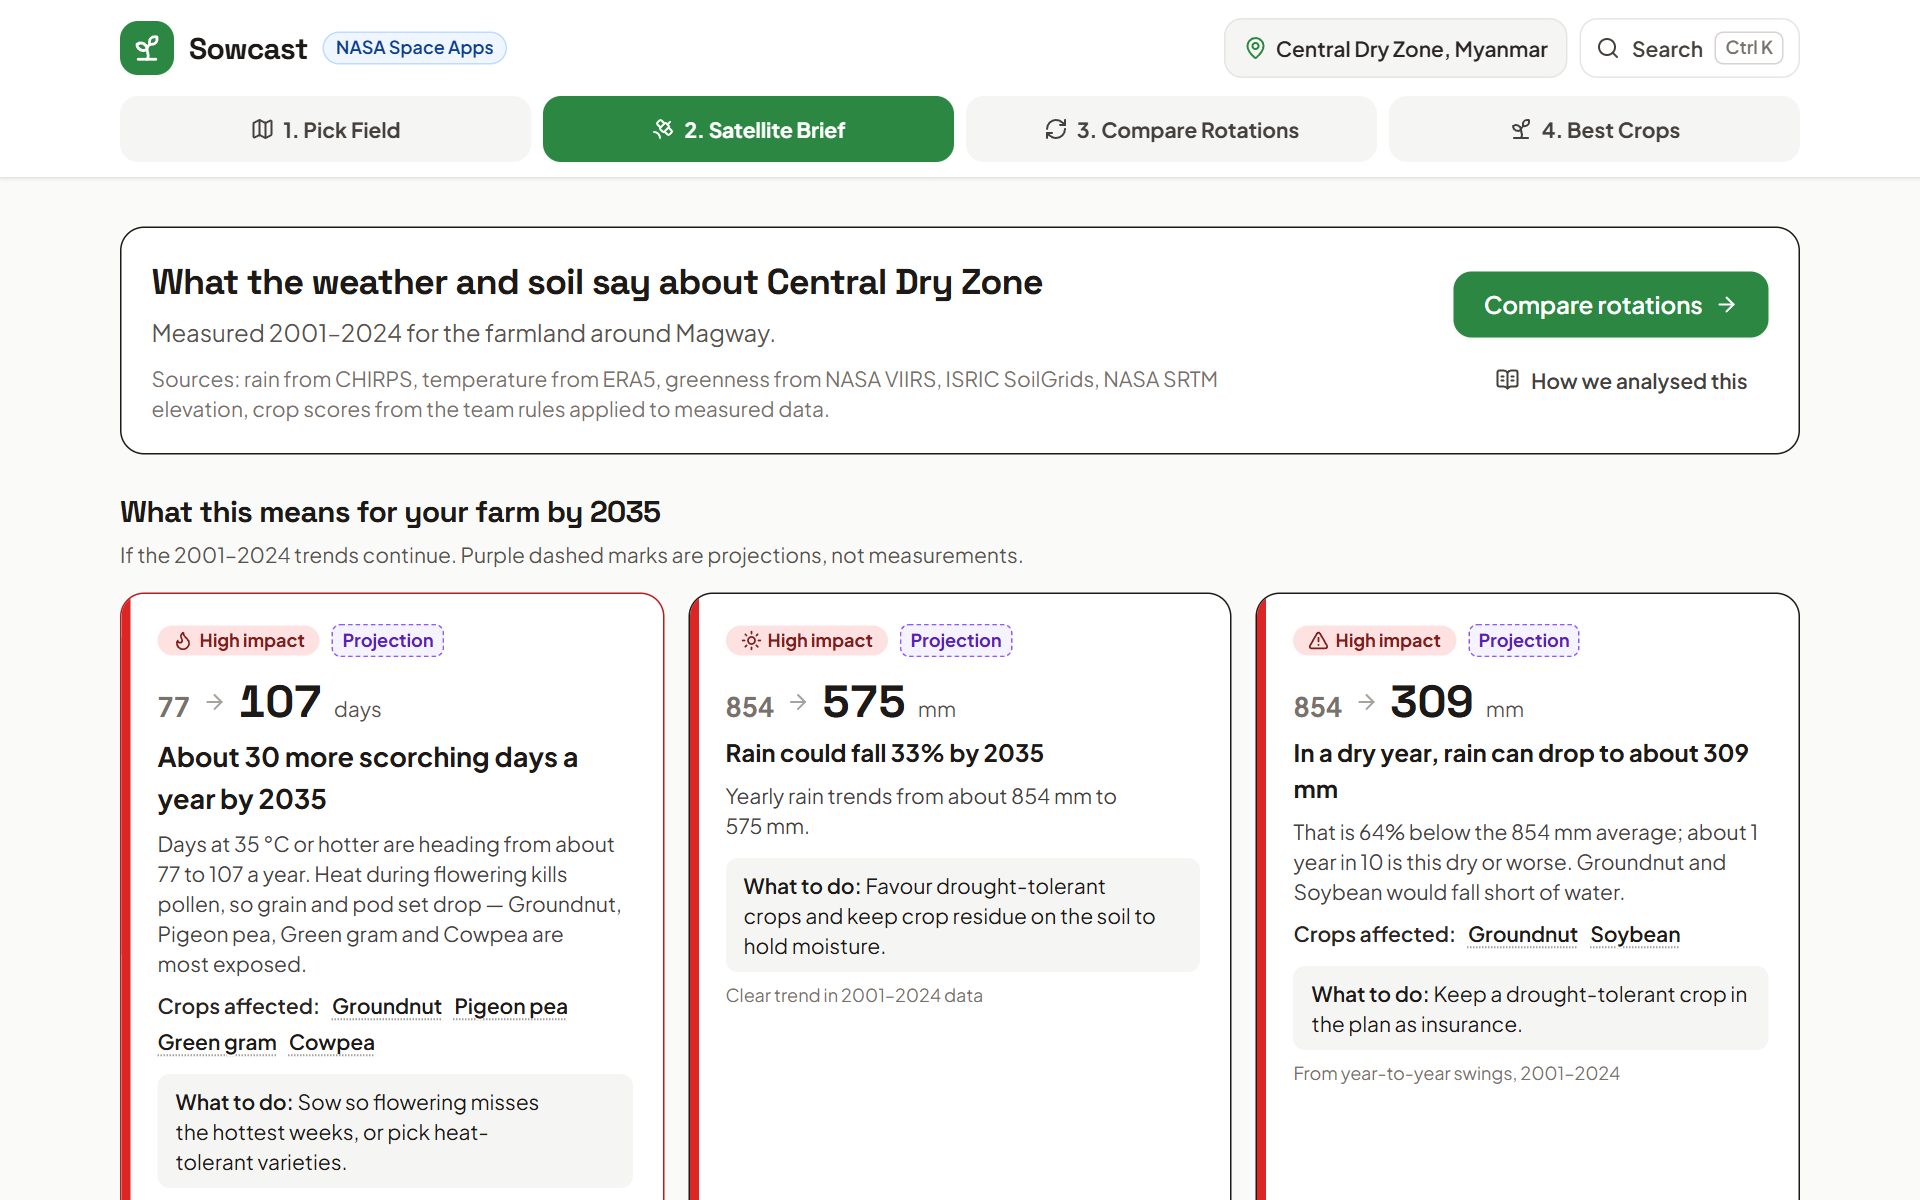 Sowcast
NASA Space Apps
Central Dry Zone, Myanmar
Search
Ctrl K
1. Pick Field
2. Satellite Brief
3. Compare Rotations
4. Best Crops
What the weather and soil say about Central Dry Zone
Measured 2001–2024 for the farmland around Magway.
Sources: rain from CHIRPS, temperature from ERA5, greenness from NASA VIIRS, ISRIC SoilGrids, NASA SRTM
elevation, crop scores from the team rules applied to measured data.
Compare rotations →
How we analysed this
What this means for your farm by 2035
If the 2001–2024 trends continue. Purple dashed marks are projections, not measurements.
High impact
Projection
77 → 107 days
About 30 more scorching days a
year by 2035
Days at 35 °C or hotter are heading from about
77 to 107 a year. Heat during flowering kills
pollen, so grain and pod set drop — Groundnut,
Pigeon pea, Green gram and Cowpea are
most exposed.
Crops affected: Groundnut Pigeon pea
Green gram Cowpea
What to do: Sow so flowering misses
the hottest weeks, or pick heat-
tolerant varieties.
High impact
Projection
854 → 575 mm
Rain could fall 33% by 2035
Yearly rain trends from about 854 mm to
575 mm.
What to do: Favour drought-tolerant
crops and keep crop residue on the soil to
hold moisture.
Clear trend in 2001–2024 data
High impact
Projection
854 → 309 mm
In a dry year, rain can drop to about 309
mm
That is 64% below the 854 mm average; about 1
year in 10 is this dry or worse. Groundnut and
Soybean would fall short of water.
Crops affected: Groundnut Soybean
What to do: Keep a drought-tolerant crop in
the plan as insurance.
From year-to-year swings, 2001–2024